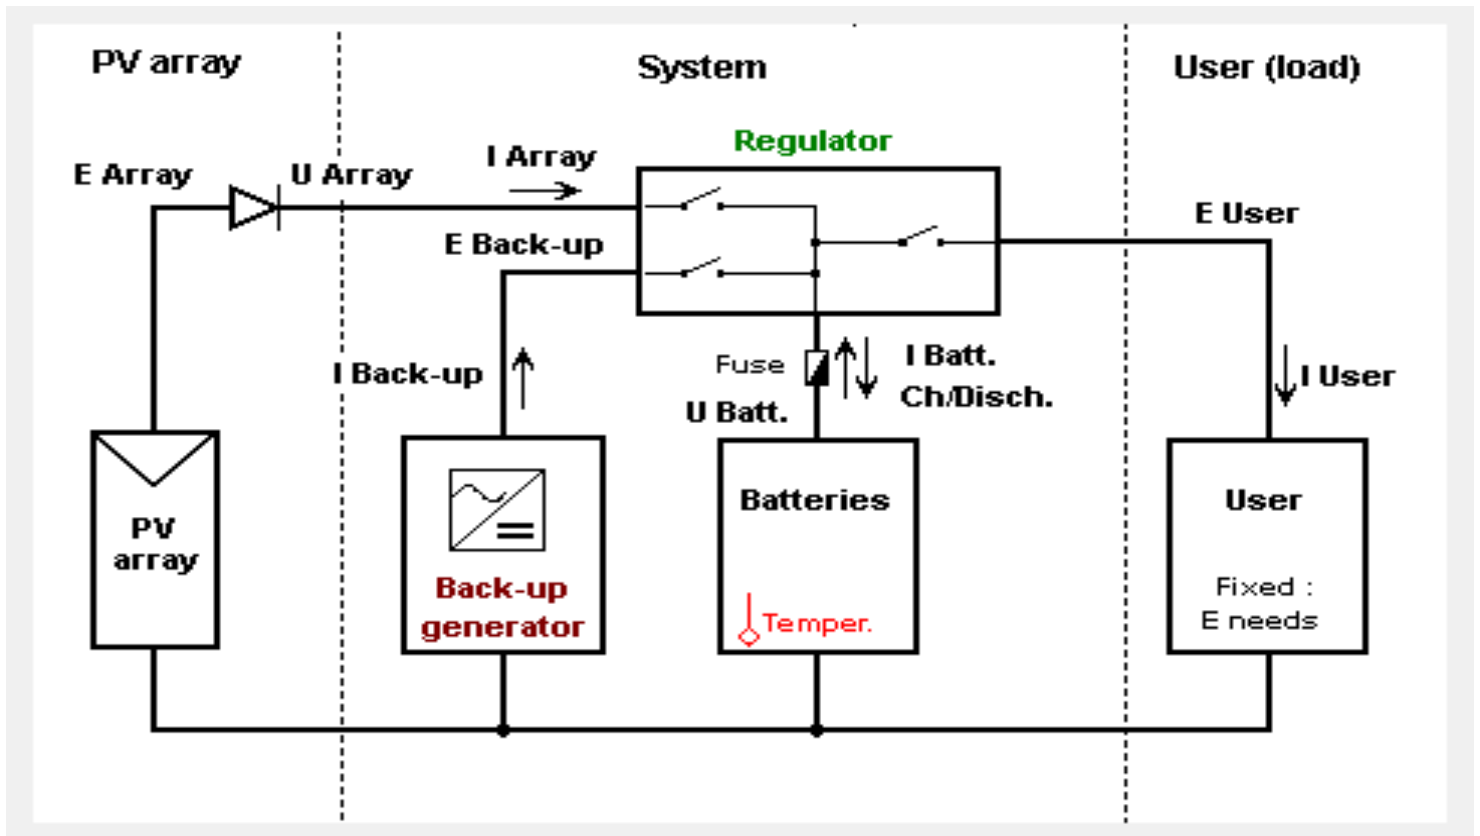 PV array
System
User (load)
Regulator
E Array
U Array
I Array
E Back-up
E User
I Back-up
Fuse
I Batt.
Ch/Disch.
U Batt.
I User
PV
array
Back-up
generator
Batteries
Temper.
User
Fixed :
E needs